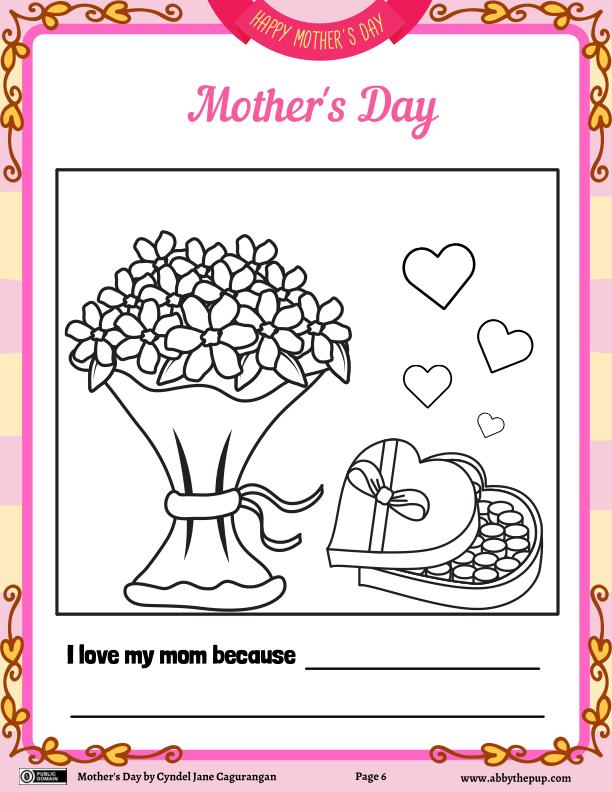 HAPPY MOTHER'S DAY
Mother's Day
I love my mom because
0 PUBLIC DOMAIN Mother's Day by Cyndel Jane Cagurangan Page 6 www.abbythepup.com